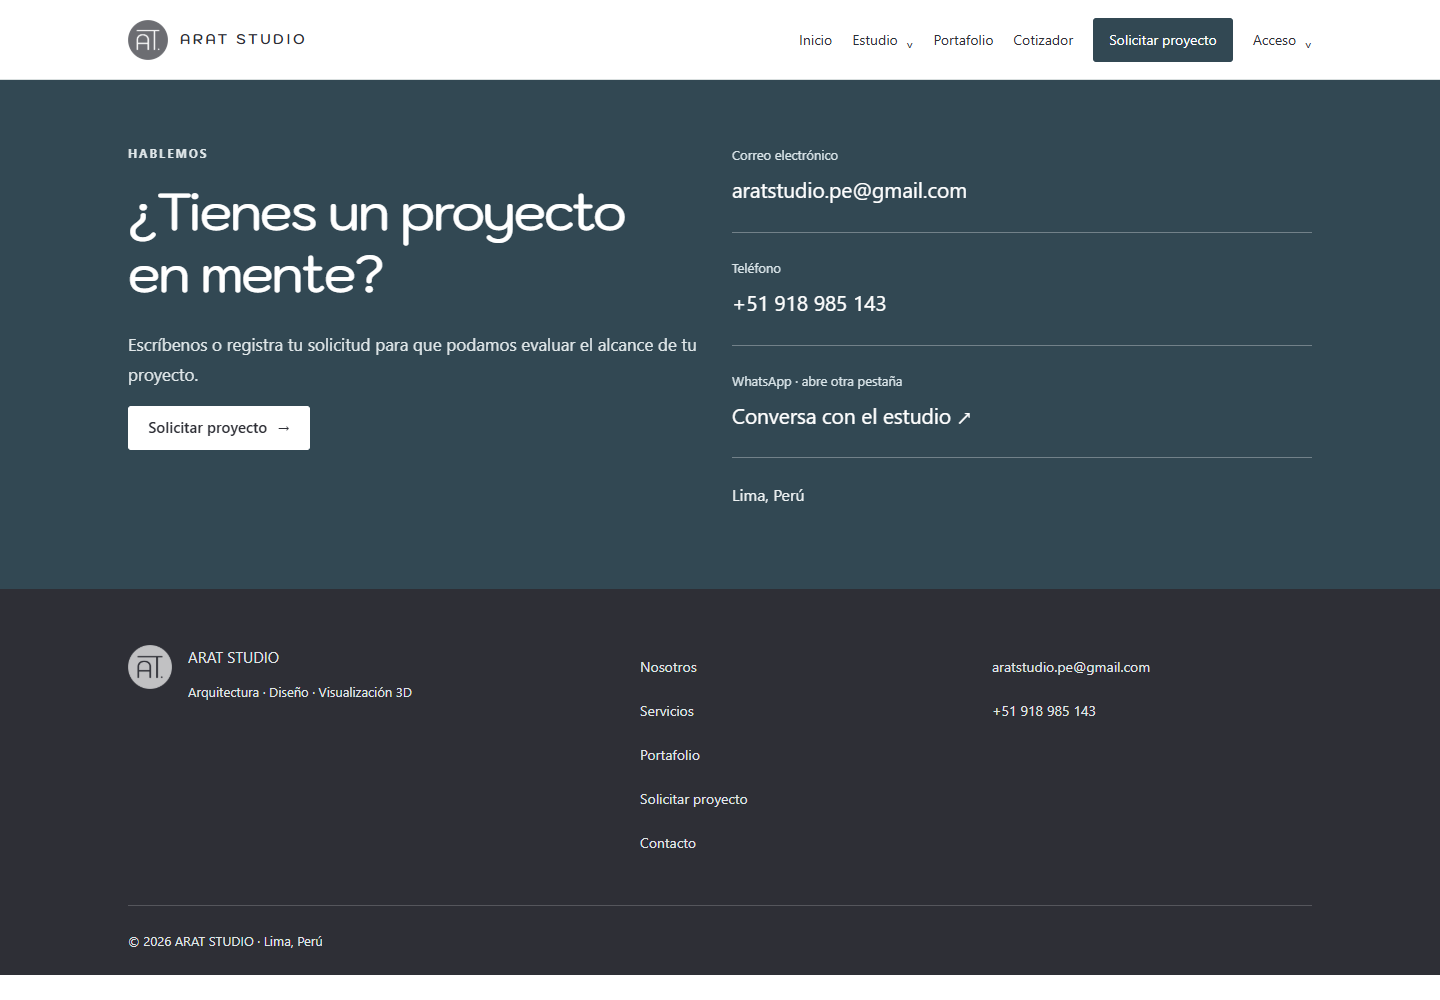 AT. ARAT STUDIO
Inicio Estudio v Portafolio Cotizador Solicitar proyecto Acceso v
HABLEMOS
¿Tienes un proyecto
en mente?
Escríbenos o registra tu solicitud para que podamos evaluar el alcance de tu
proyecto.
Solicitar proyecto →
Correo electrónico
aratstudio.pe@gmail.com
Teléfono
+51 918 985 143
WhatsApp · abre otra pestaña
Conversa con el estudio ↗
Lima, Perú
AT. ARAT STUDIO
Arquitectura · Diseño · Visualización 3D
Nosotros
Servicios
Portafolio
Solicitar proyecto
Contacto
aratstudio.pe@gmail.com
+51 918 985 143
© 2026 ARAT STUDIO · Lima, Perú